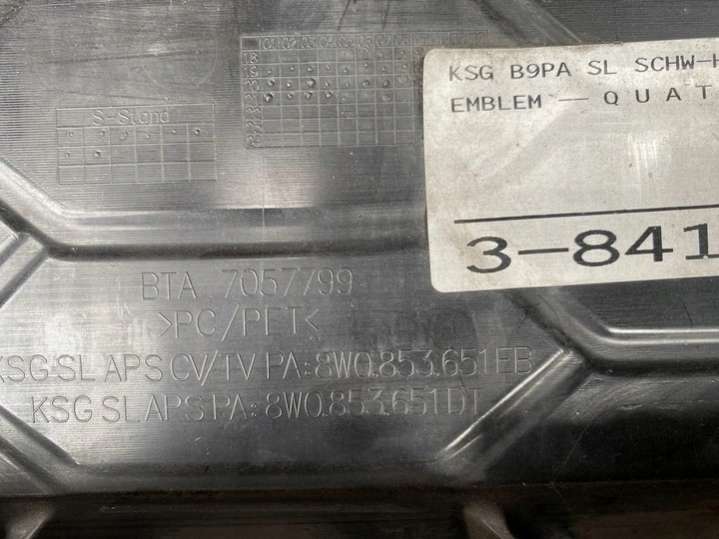 KSG B9PA SL SCHW-H
EMBLEM — QUAT
3-841
S-Stand
BTA 7057799
>PC/PET<
KSG SL APS CV/TV PA:8W0.853.651EB
KSG SL APS PA:8W0.853.651DT